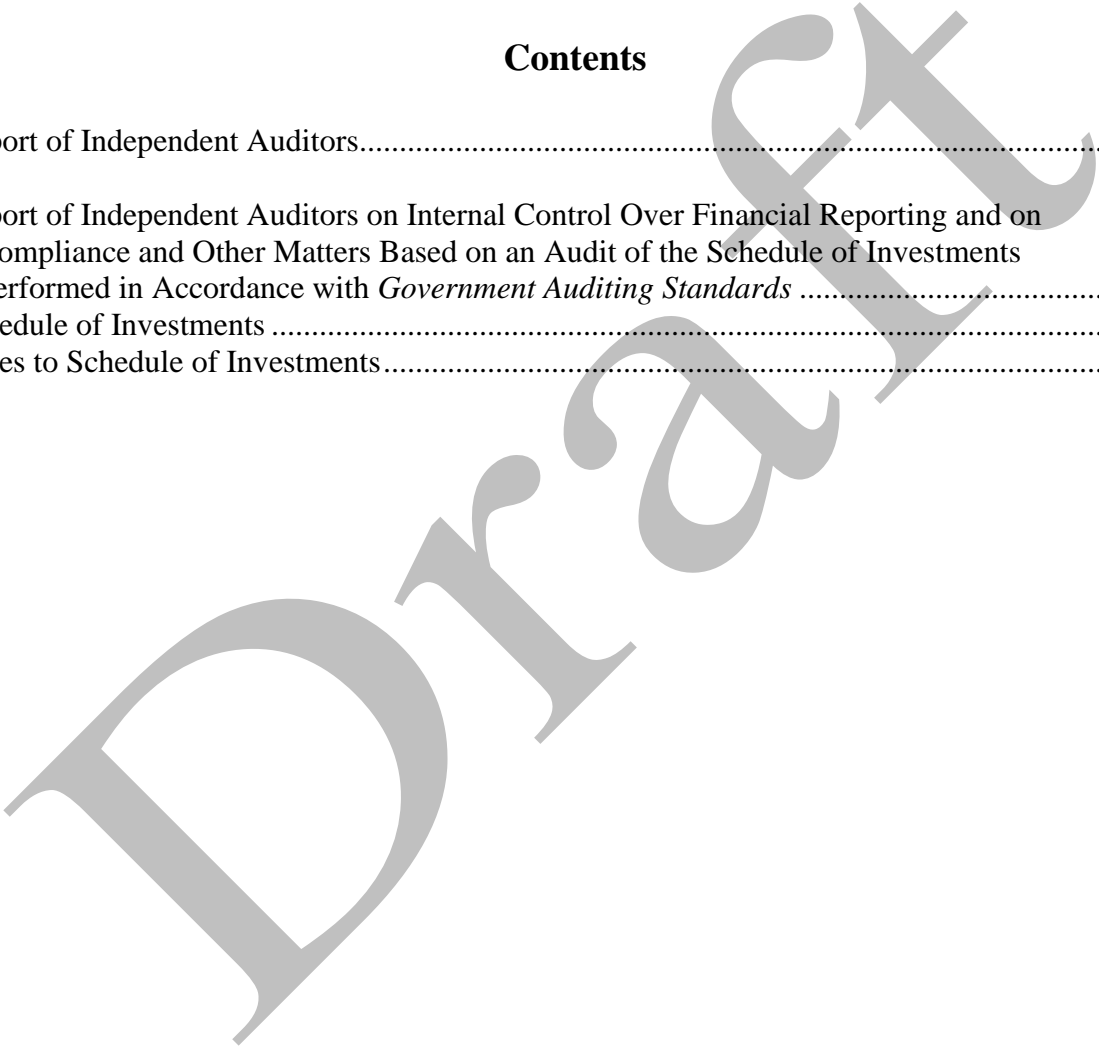 Contents
port of Independent Auditors..........................................................................................
port of Independent Auditors on Internal Control Over Financial Reporting and on
ompliance and Other Matters Based on an Audit of the Schedule of Investments
erformed in Accordance with Government Auditing Standards ....................................
edule of Investments ....................................................................................................
es to Schedule of Investments........................................................................................
Draft